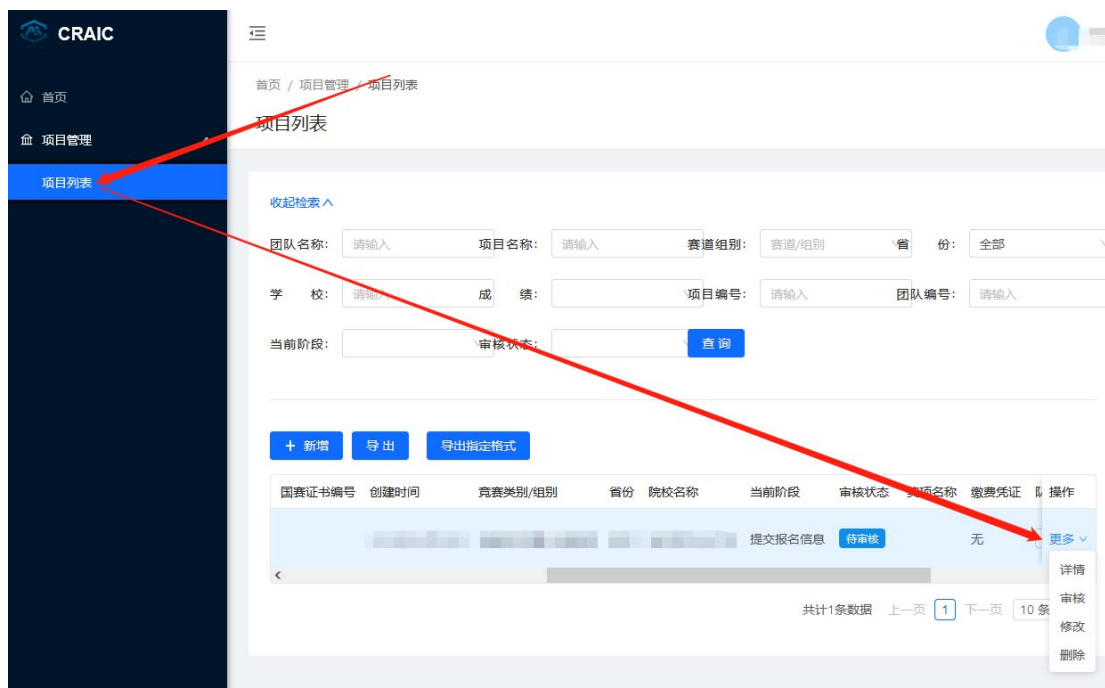 CRAIC
首页
项目管理
项目列表
首页 / 项目管理 / 项目列表
项目列表
收起检索
团队名称: 请输入 项目名称: 请输入 赛道组别: 赛道/组别 省 份: 全部
学 校: 请输入 成 绩: 项目编号: 请输入 团队编号: 请输入
当前阶段: 审核状态: 查 询
+ 新增 导 出 导出指定格式
国赛证书编号 创建时间 竞赛类别/组别 省份 院校名称 当前阶段 审核状态 奖项名称 缴费凭证 操作
提交报名信息 待审核 无 更多
详情
审核
修改
删除
共计1条数据 上一页 1 下一页 10 条